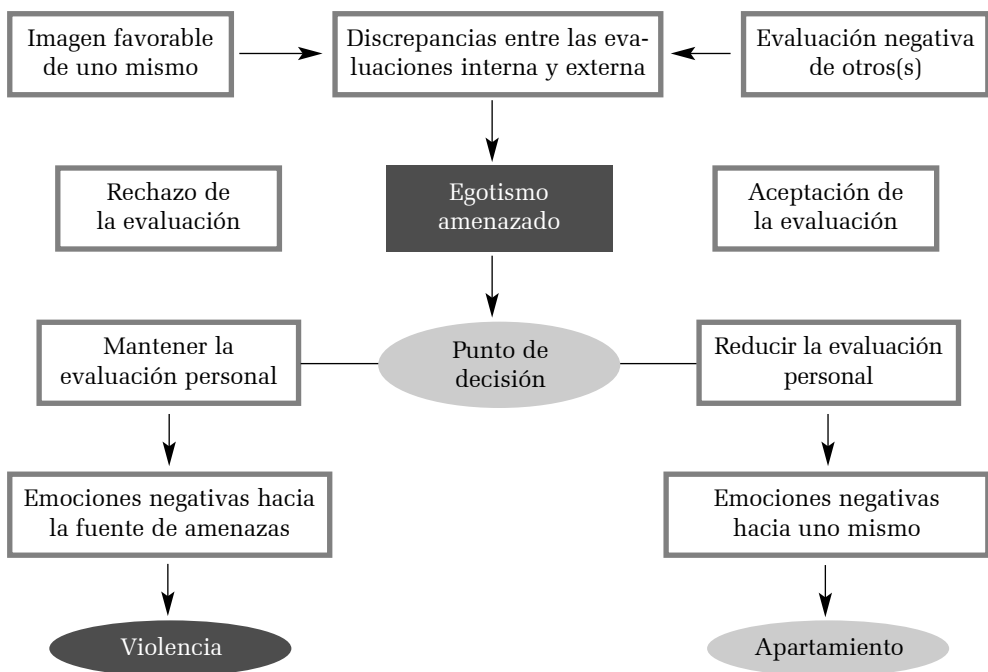 Imagen favorable
de uno mismo
Discrepancias entre las eva-
luaciones interna y externa
Evaluación negativa
de otros(s)
Rechazo de
la evaluación
Egotismo
amenazado
Aceptación de
la evaluación
Mantener la
evaluación personal
Punto de
decisión
Reducir la evaluación
personal
Emociones negativas hacia
la fuente de amenazas
Emociones negativas
hacia uno mismo
Violencia
Apartamiento